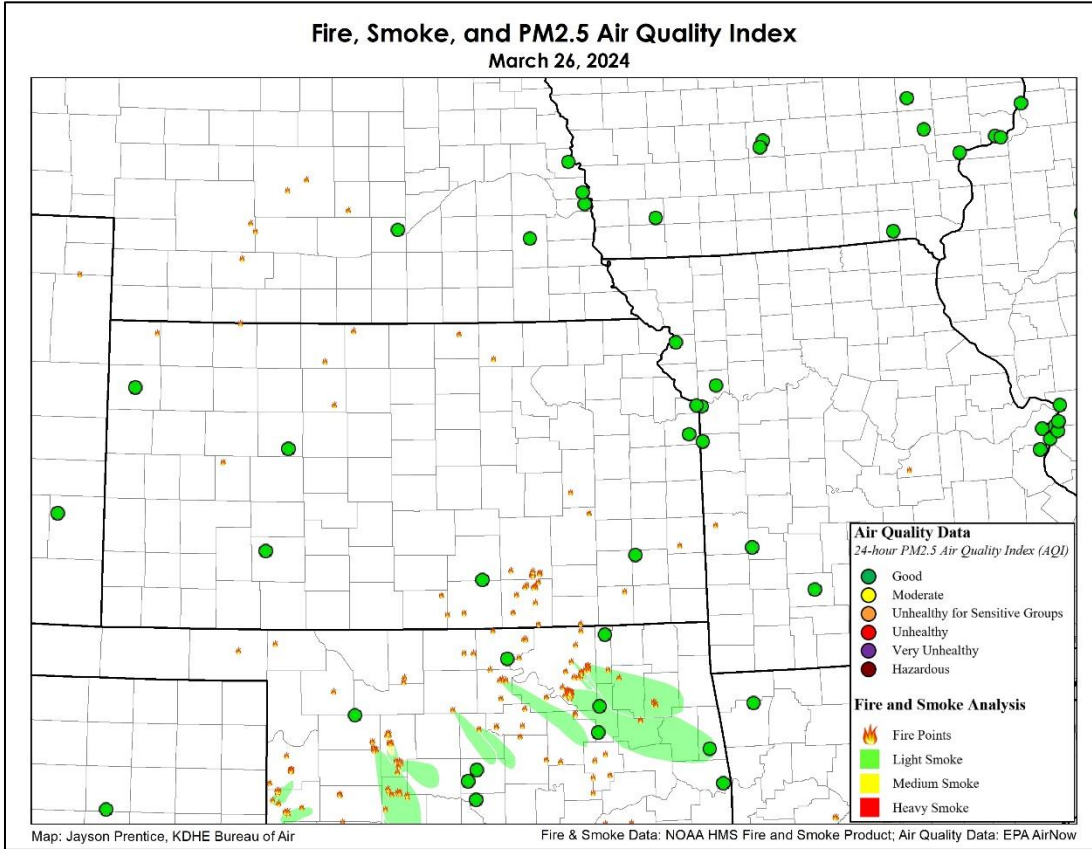 Fire, Smoke, and PM2.5 Air Quality Index
March 26, 2024
Air Quality Data
24-hour PM2.5 Air Quality Index (AQI)
Good
Moderate
Unhealthy for Sensitive Groups
Unhealthy
Very Unhealthy
Hazardous
Fire and Smoke Analysis
Fire Points
Light Smoke
Medium Smoke
Heavy Smoke
Map: Jayson Prentice, KDHE Bureau of Air
Fire & Smoke Data: NOAA HMS Fire and Smoke Product; Air Quality Data: EPA AirNow